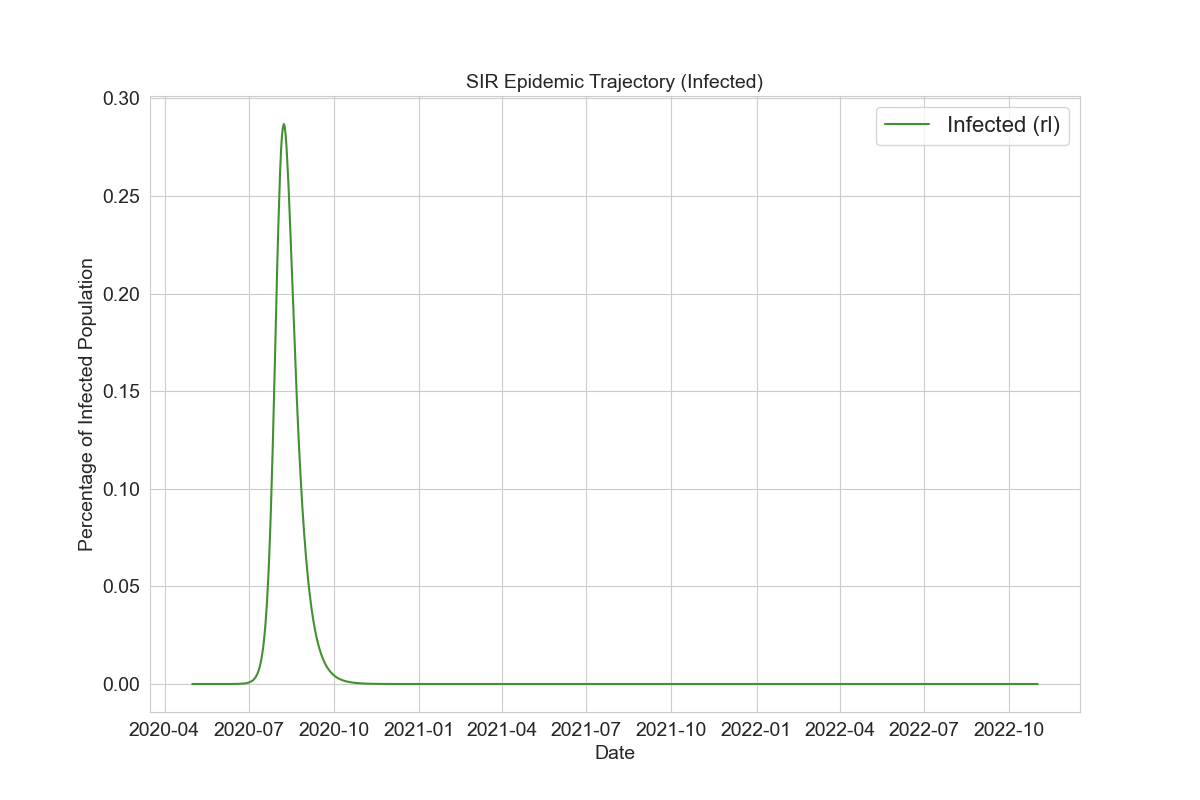 SIR Epidemic Trajectory (Infected)
Infected (rl)
0.30
0.25
0.20
0.15
0.10
0.05
0.00
Percentage of Infected Population
2020-04 2020-07 2020-10 2021-01 2021-04 2021-07 2021-10 2022-01 2022-04 2022-07 2022-10
Date